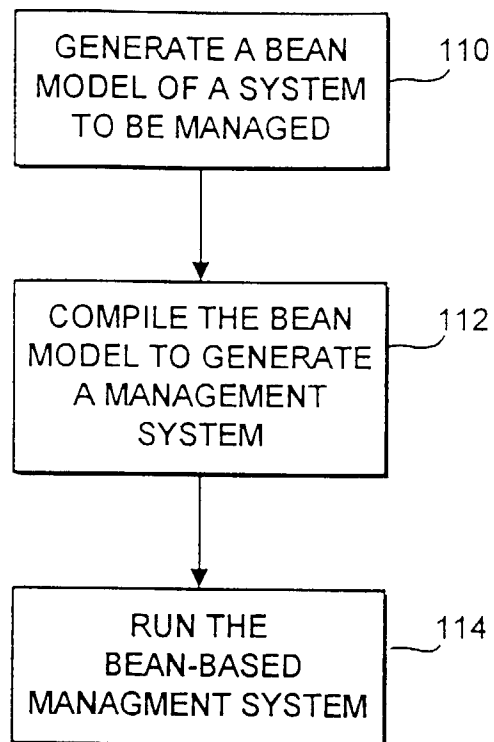 GENERATE A BEAN
MODEL OF A SYSTEM
TO BE MANAGED
110
COMPILE THE BEAN
MODEL TO GENERATE
A MANAGEMENT
SYSTEM
112
RUN THE
BEAN-BASED
MANAGMENT SYSTEM
114